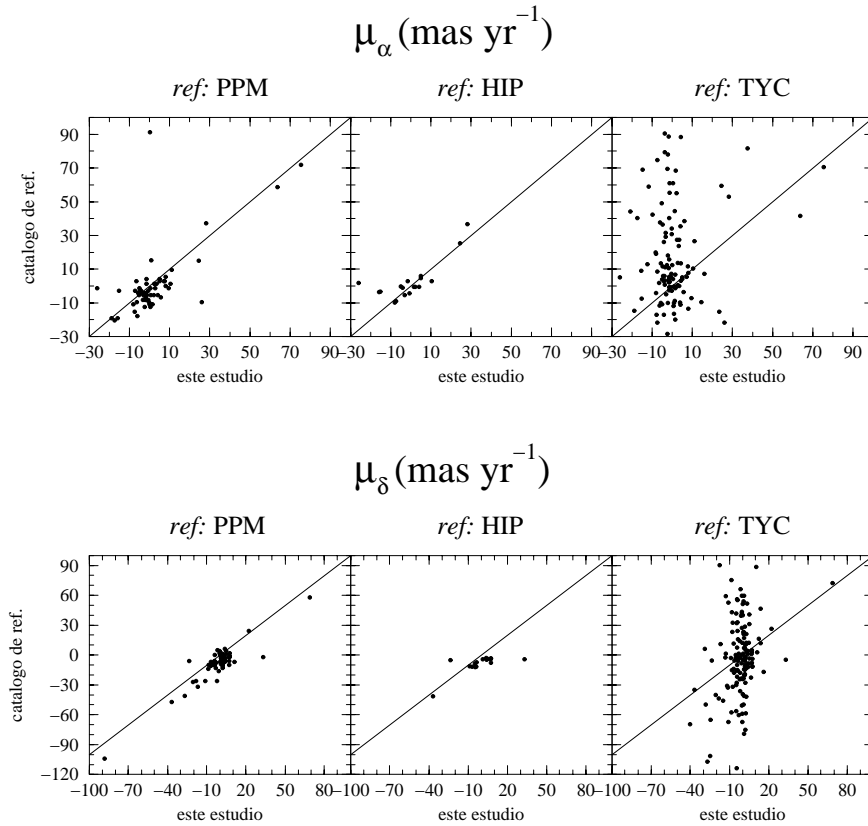 μα (mas yr−1)
ref: PPM ref: HIP ref: TYC
90
70
50
30
10
−10
−30
catalogo de ref.
−30 −10 10 30 50 70 90 −30 −10 10 30 50 70 90 −30 −10 10 30 50 70 90
este estudio este estudio este estudio
μδ (mas yr−1)
ref: PPM ref: HIP ref: TYC
90
60
30
0
−30
−60
−90
−120
catalogo de ref.
−100 −70 −40 −10 20 50 80 −100 −70 −40 −10 20 50 80 −100 −70 −40 −10 20 50 80
este estudio este estudio este estudio